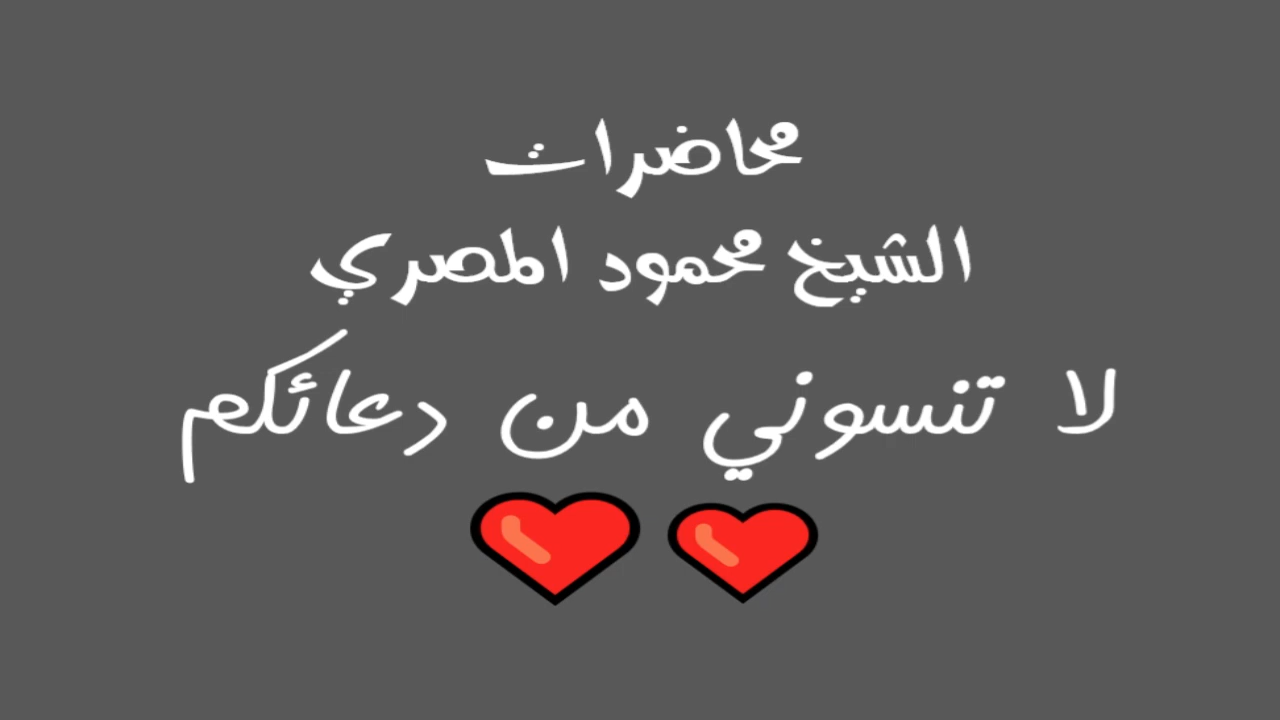 محاضرات
الشيخ محمود المصري
لا تنسوني من دعائكم